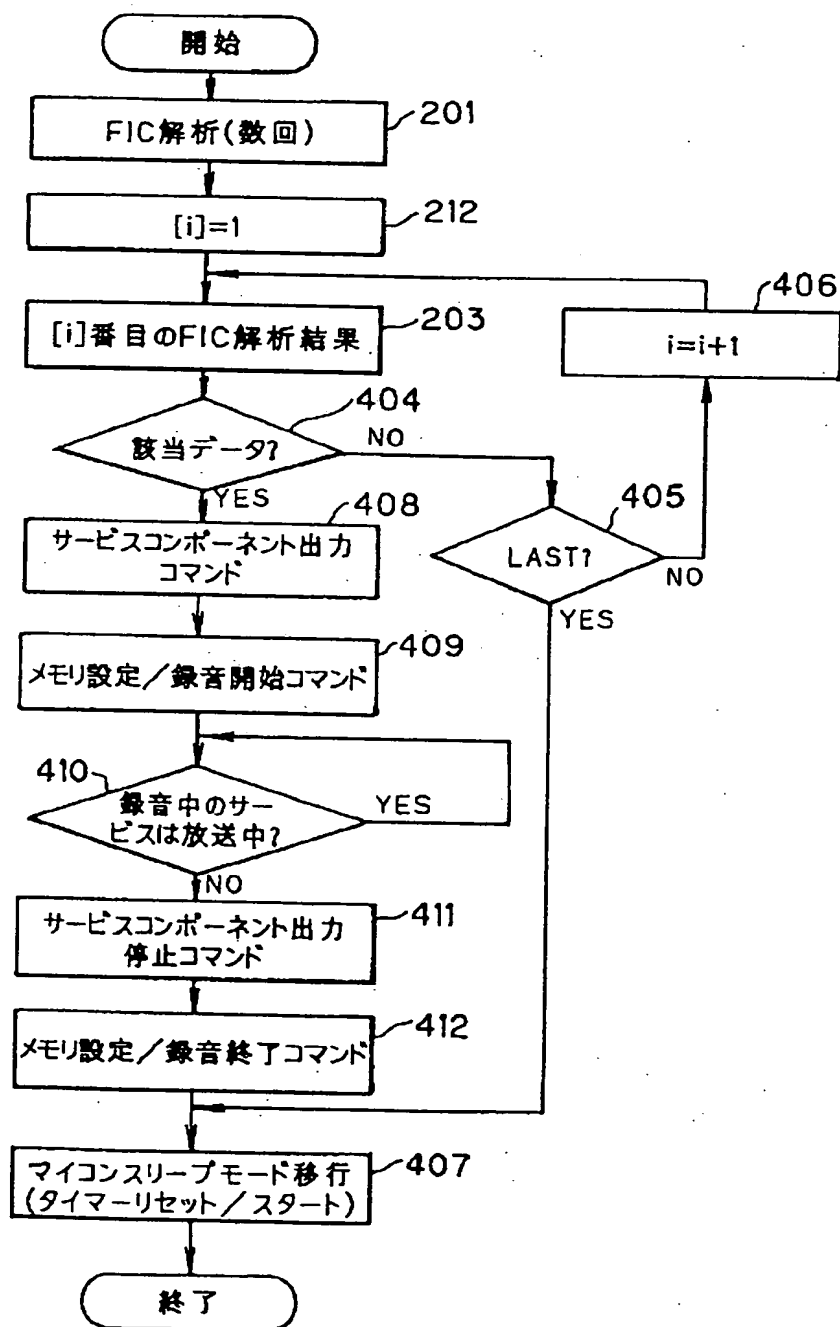 開始
FIC解析(数回)
201
[i]=1
212
406
i=i+1
[i]番目のFIC解析結果
203
404
該当データ?
NO
YES
405
LAST?
NO
YES
408
サービスコンポーネント出力
コマンド
409
メモリ設定/録音開始コマンド
410
録音中のサー
ビスは放送中?
YES
NO
411
サービスコンポーネント出力
停止コマンド
412
メモリ設定/録音終了コマンド
407
マイコンスリープモード移行
(タイマーリセット/スタート)
終了